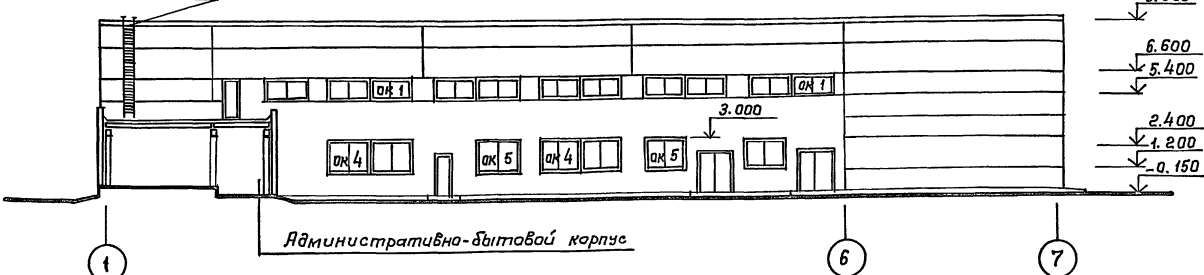 6.600
5.400
ок 1
ок 1
3.000
2.400
1.200
-0.150
ок 4
ок 5
ок 4
ок 5
Административно-бытовой корпус
1
6
7